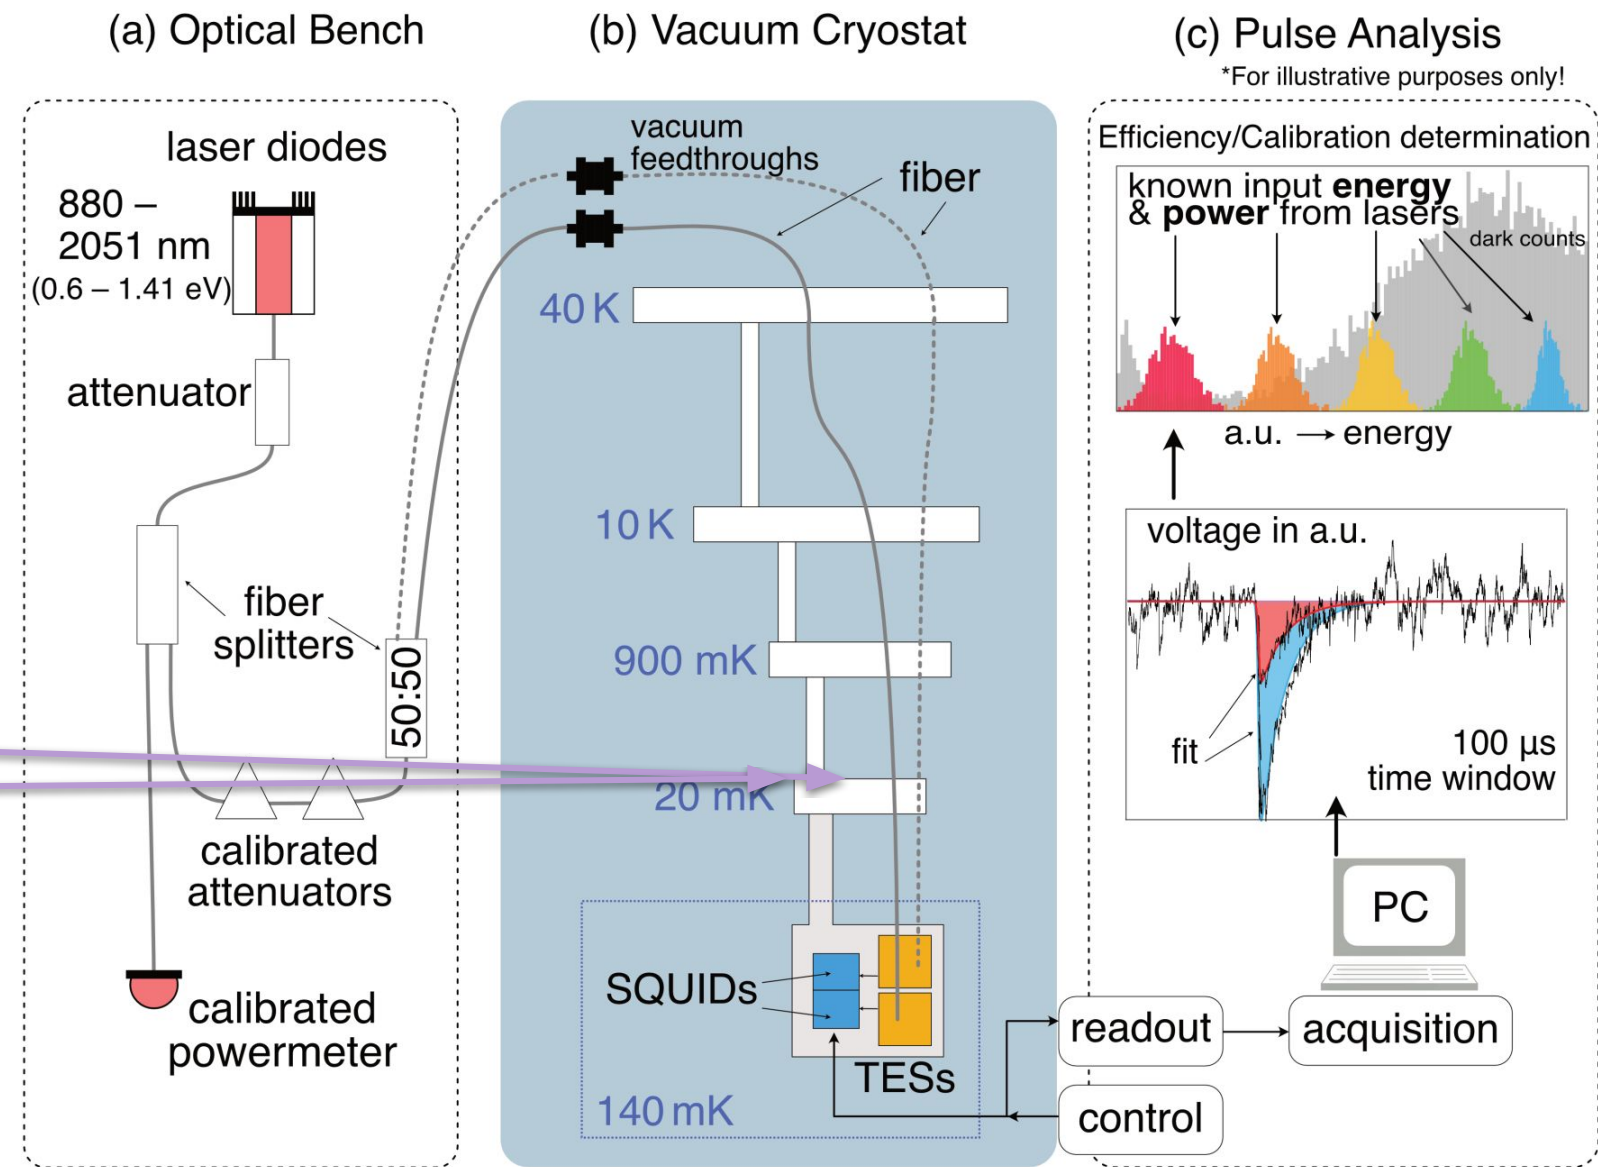 (a) Optical Bench
(b) Vacuum Cryostat
(c) Pulse Analysis
*For illustrative purposes only!
laser diodes
880 –
2051 nm
(0.6 – 1.41 eV)
attenuator
fiber
splitters
50:50
calibrated
attenuators
calibrated
powermeter
vacuum
feedthroughs
fiber
40 K
10 K
900 mK
20 mK
SQUIDs
TESs
140 mK
Efficiency/Calibration determination
known input energy
& power from lasers
dark counts
a.u. → energy
voltage in a.u.
fit
100 µs
time window
PC
readout
acquisition
control